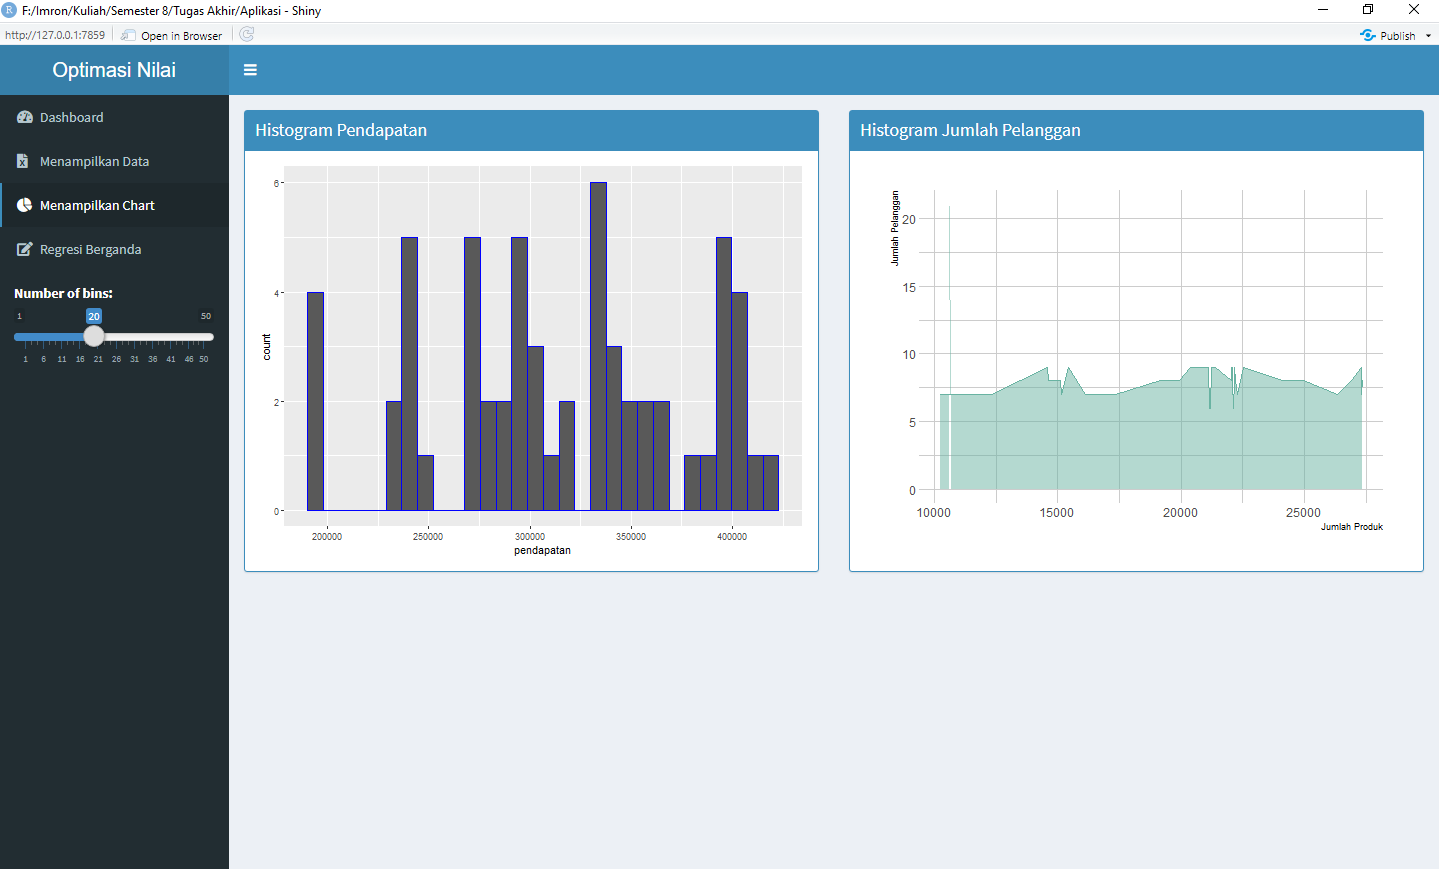 F:/Imron/Kuliah/Semester 8/Tugas Akhir/Aplikasi - Shiny
http://127.0.0.1:7859
Open in Browser
Publish
Optimasi Nilai
Dashboard
Menampilkan Data
Menampilkan Chart
Regresi Berganda
Number of bins:
1 20 50
1 6 11 16 21 26 31 36 41 46 50
Histogram Pendapatan
6
4
2
0
count
200000 250000 300000 350000 400000
pendapatan
Histogram Jumlah Pelanggan
Jumlah Pelanggan
20
15
10
5
0
10000 15000 20000 25000
Jumlah Produk